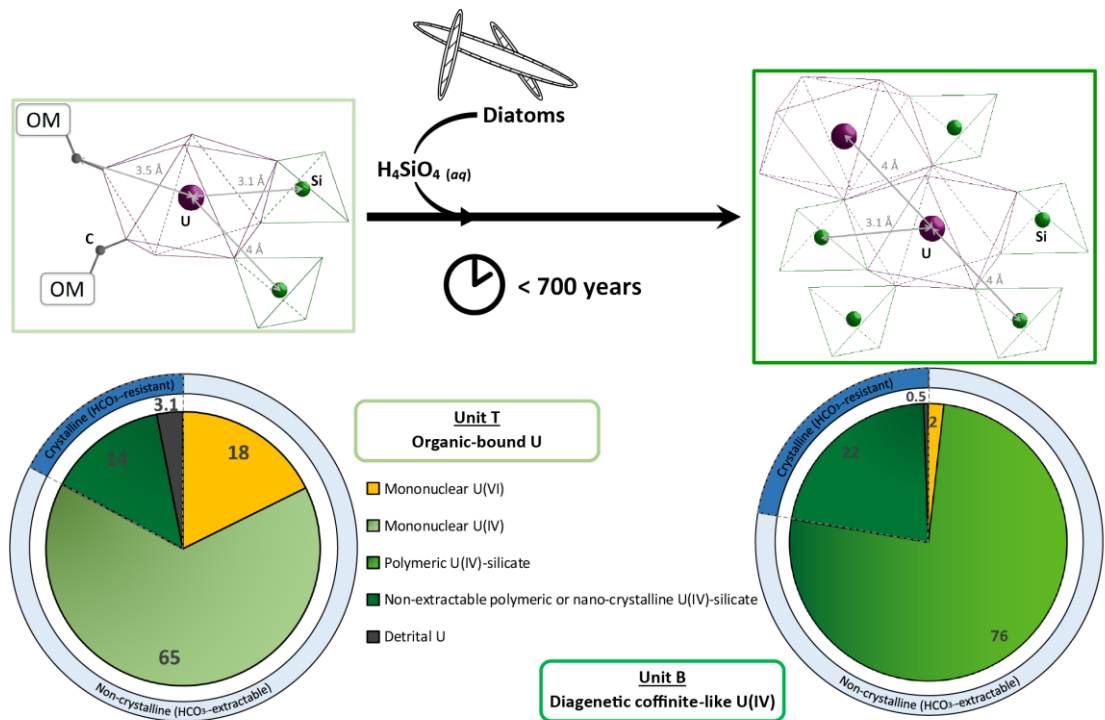 OM
3.5 Å
3.1 Å
Si
U
C
4 Å
OM
Diatoms
H₄SiO₄ (aq)
< 700 years
4 Å
3.1 Å
Si
U
4 Å
Crystalline (HCO₃-resistant)
3.1
14
18
65
Non-crystalline (HCO₃-extractable)
Unit T
Organic-bound U
Mononuclear U(VI)
Mononuclear U(IV)
Polymeric U(IV)-silicate
Non-extractable polymeric or nano-crystalline U(IV)-silicate
Detrital U
Unit B
Diagenetic coffinite-like U(IV)
Crystalline (HCO₃-resistant)
0.5
2
22
76
Non-crystalline (HCO₃-extractable)